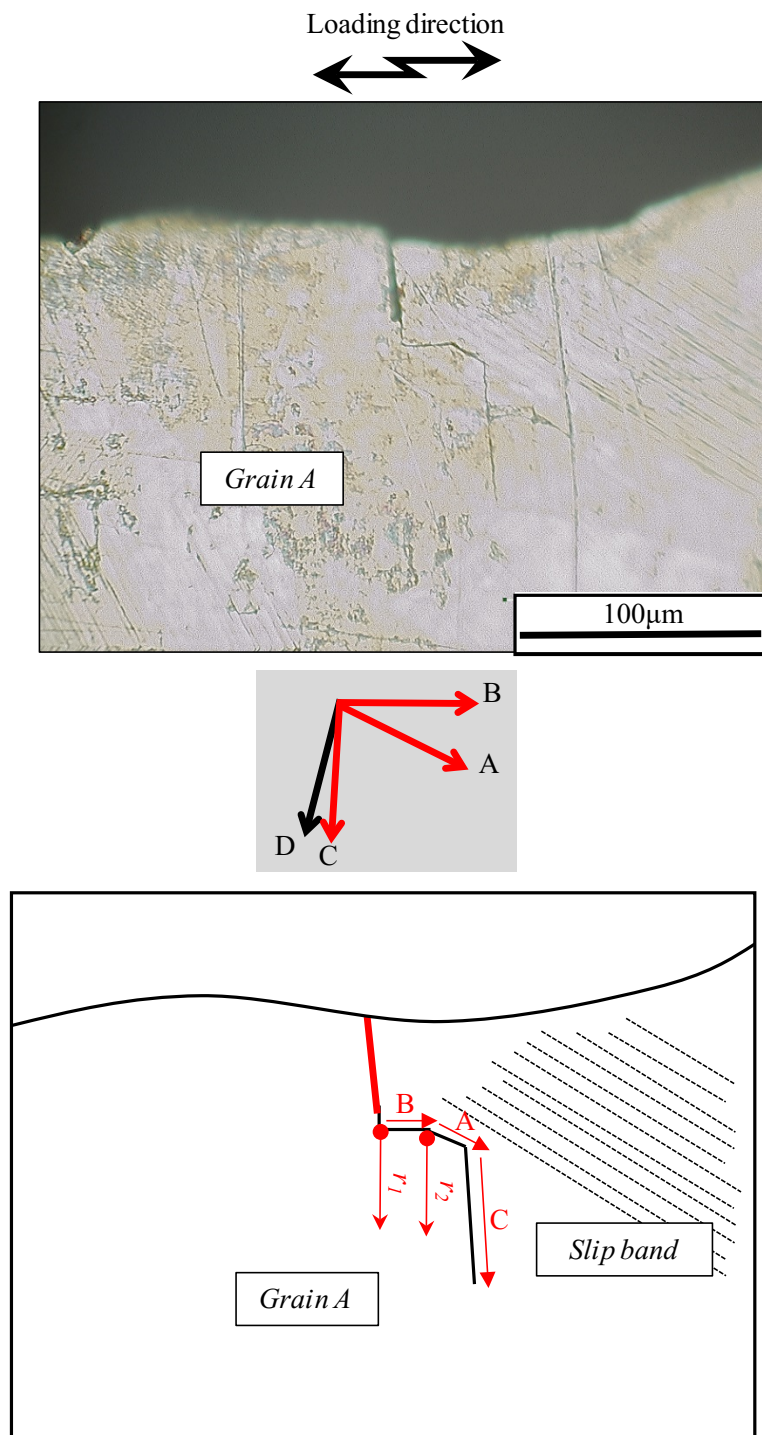 Loading direction
Grain A
100μm
B
A
D
C
B
A
r1
r2
C
Slip band
Grain A